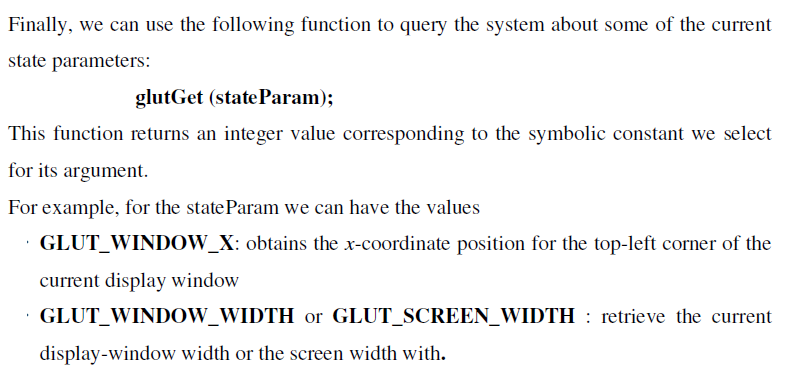 Finally, we can use the following function to query the system about some of the current
state parameters:
glutGet (stateParam);
This function returns an integer value corresponding to the symbolic constant we select
for its argument.
For example, for the stateParam we can have the values
· GLUT_WINDOW_X: obtains the x-coordinate position for the top-left corner of the
current display window
· GLUT_WINDOW_WIDTH or GLUT_SCREEN_WIDTH : retrieve the current
display-window width or the screen width with.